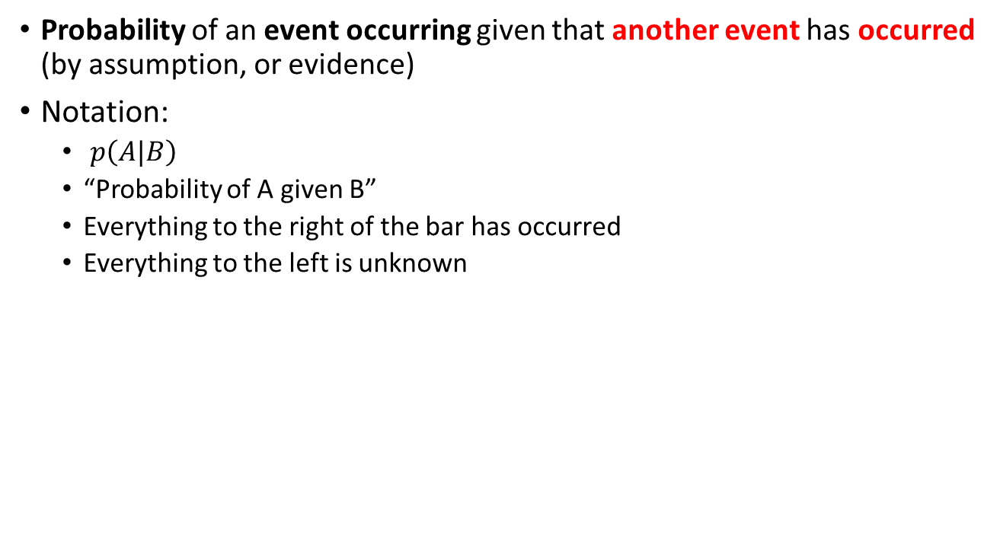 • Probability of an event occurring given that another event has occurred
(by assumption, or evidence)
• Notation:
• p(A|B)
• “Probability of A given B”
• Everything to the right of the bar has occurred
• Everything to the left is unknown